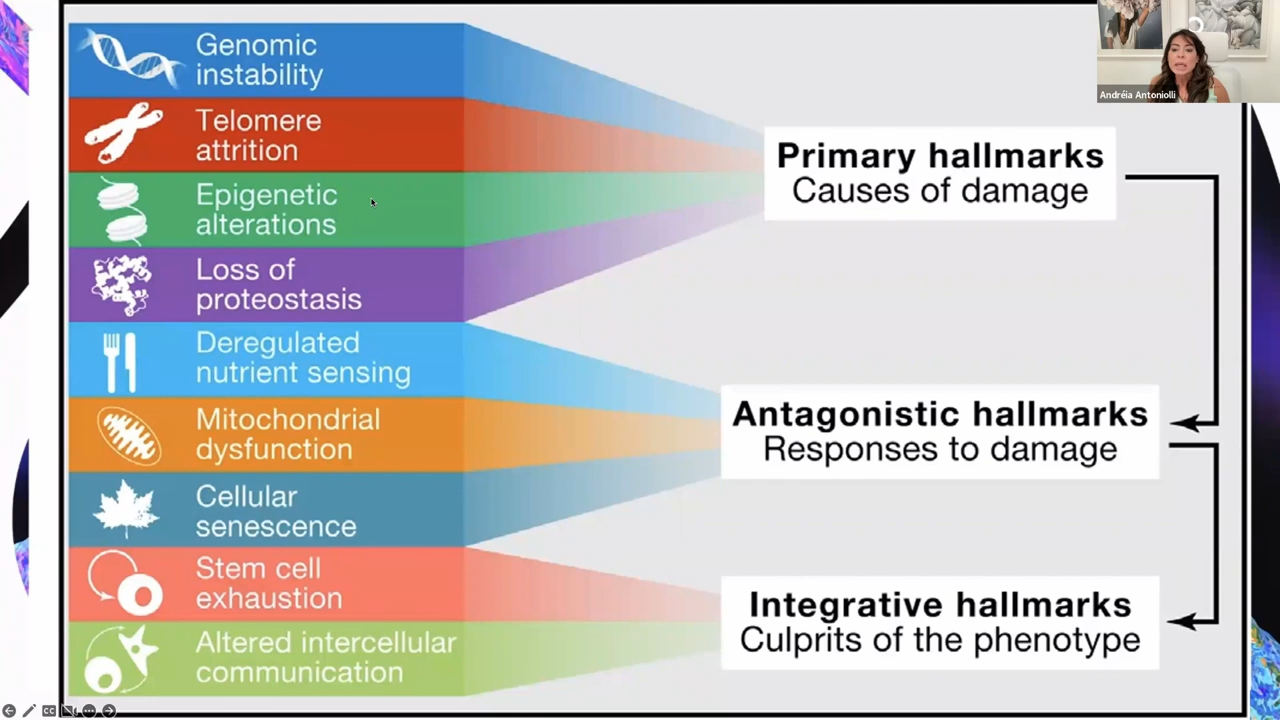 Genomic
instability
Telomere
attrition
Epigenetic
alterations
Loss of
proteostasis
Deregulated
nutrient sensing
Mitochondrial
dysfunction
Cellular
senescence
Stem cell
exhaustion
Altered intercellular
communication
Primary hallmarks
Causes of damage
Antagonistic hallmarks
Responses to damage
Integrative hallmarks
Culprits of the phenotype
Andréia Antoniolli
CC